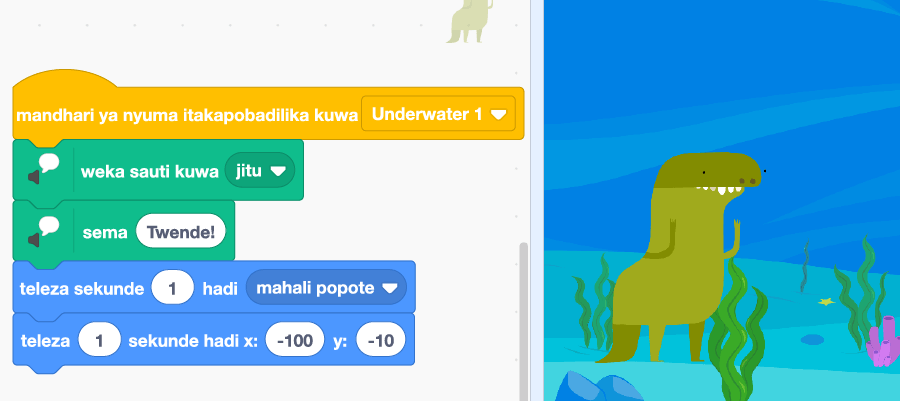 mandhari ya nyuma itakapobadilika kuwa Underwater 1
weka sauti kuwa jitu
sema Twende!
teleza sekunde 1 hadi mahali popote
teleza 1 sekunde hadi x: -100 y: -10